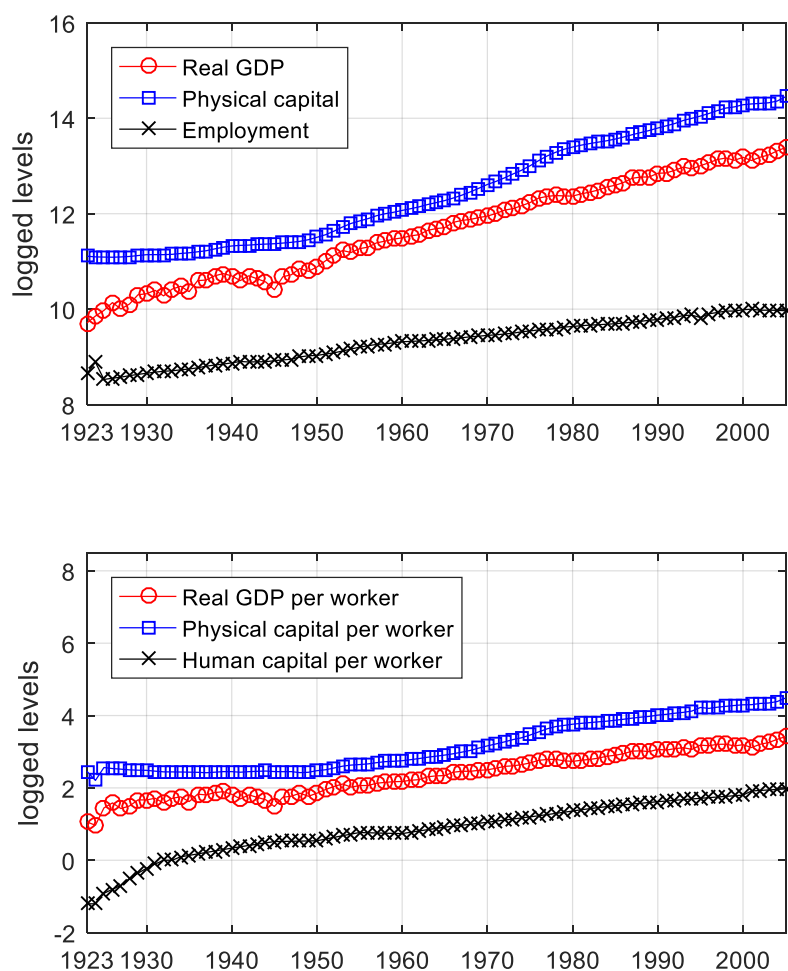 16
14
12
10
8
logged levels
Real GDP
Physical capital
Employment
1923 1930 1940 1950 1960 1970 1980 1990 2000
8
6
4
2
0
-2
logged levels
Real GDP per worker
Physical capital per worker
Human capital per worker
1923 1930 1940 1950 1960 1970 1980 1990 2000